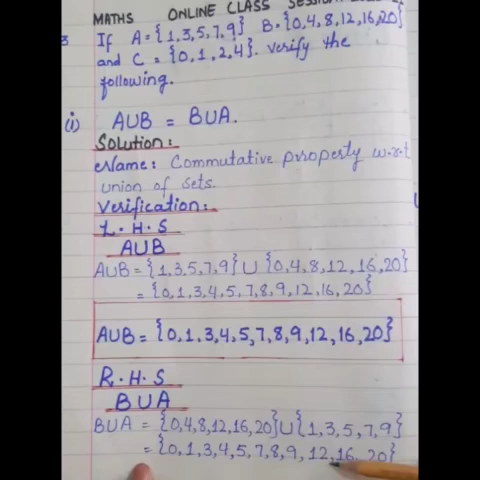 MATHS ONLINE CLASS
3 If A = {1,3,5,7,9} B = {0,4,8,12,16,20}
and C = {0,1,2,4}. Verify the
following.
(i) AUB = BUA.
Solution:
Name: Commutative property w.r.t
union of sets.
Verification:
L.H.S
AUB
AUB = {1,3,5,7,9} U {0,4,8,12,16,20}
= {0,1,3,4,5,7,8,9,12,16,20}
AUB = {0,1,3,4,5,7,8,9,12,16,20}
R.H.S
BUA
BUA = {0,4,8,12,16,20} U {1,3,5,7,9}
= {0,1,3,4,5,7,8,9,12,16,20}